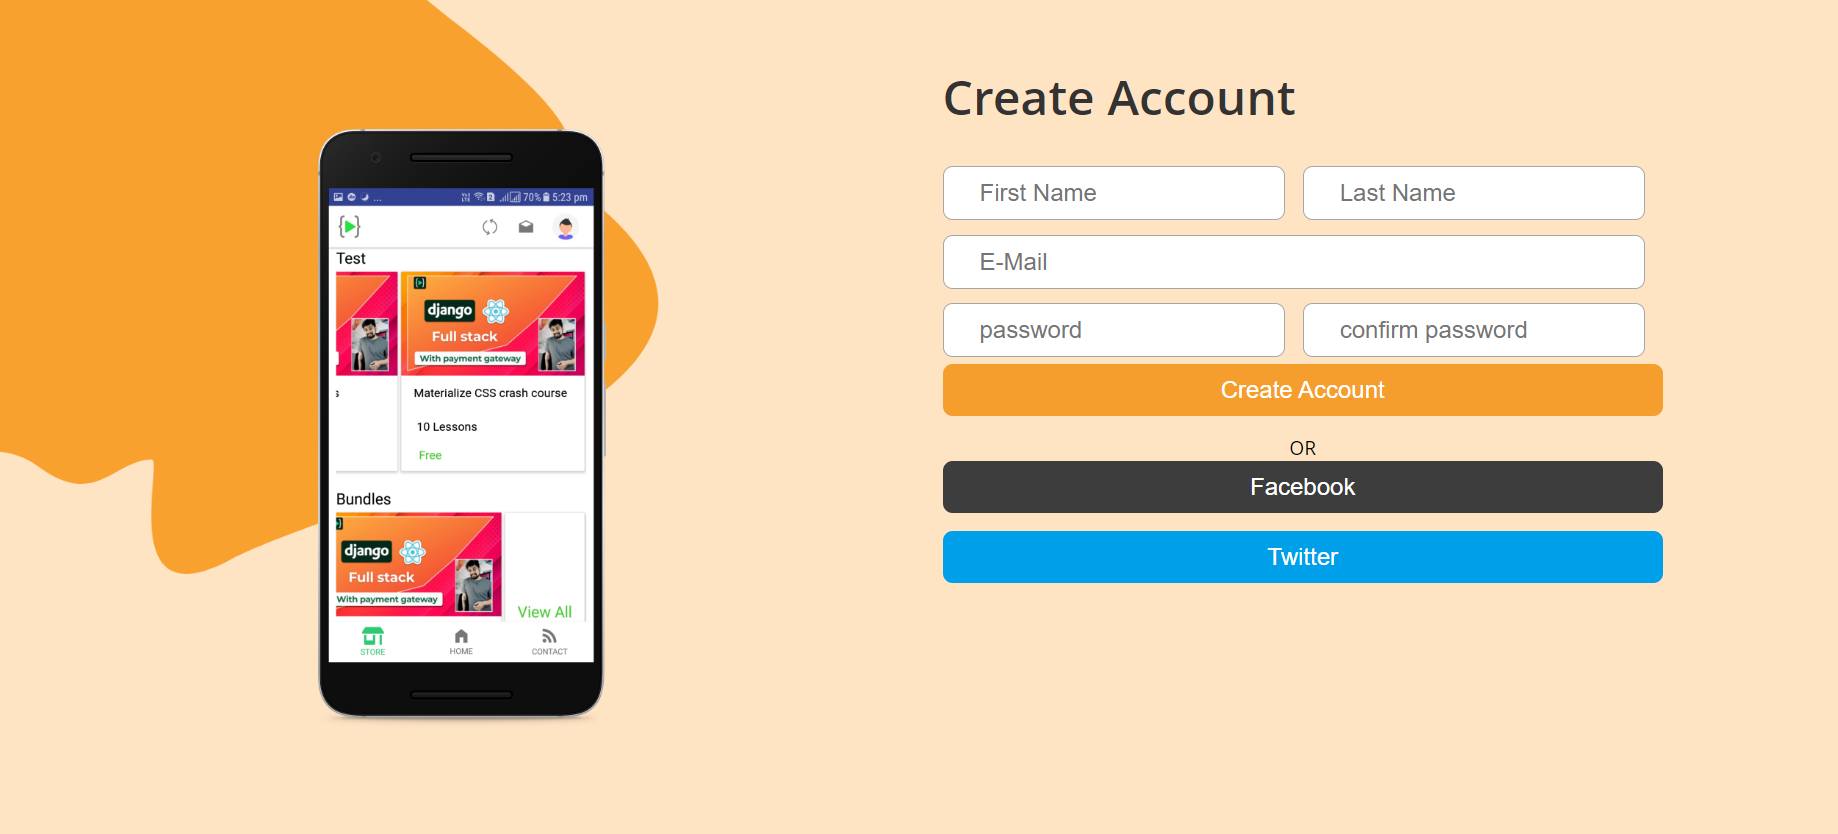 Create Account
First Name
Last Name
E-Mail
password
confirm password
Create Account
OR
Facebook
Twitter
... 70% 5:23 pm
Test
django
Full stack
With payment gateway
s
Materialize CSS crash course
10 Lessons
Free
Bundles
django
Full stack
With payment gateway
View All
STORE
HOME
CONTACT